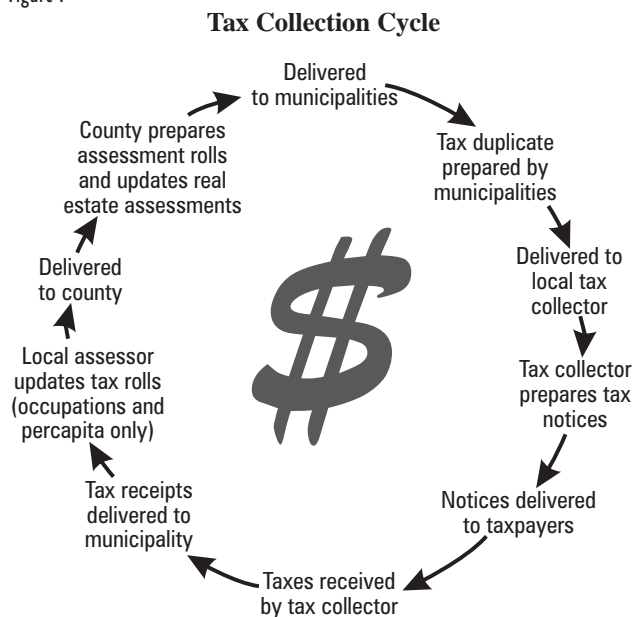 Tax Collection Cycle
Delivered
to municipalities
Tax duplicate
prepared by
municipalities
Delivered to
local tax
collector
Tax collector
prepares tax
notices
Notices delivered
to taxpayers
Taxes received
by tax collector
Tax receipts
delivered to
municipality
Local assessor
updates tax rolls
(occupations and
percapita only)
Delivered
to county
County prepares
assessment rolls
and updates real
estate assessments
$